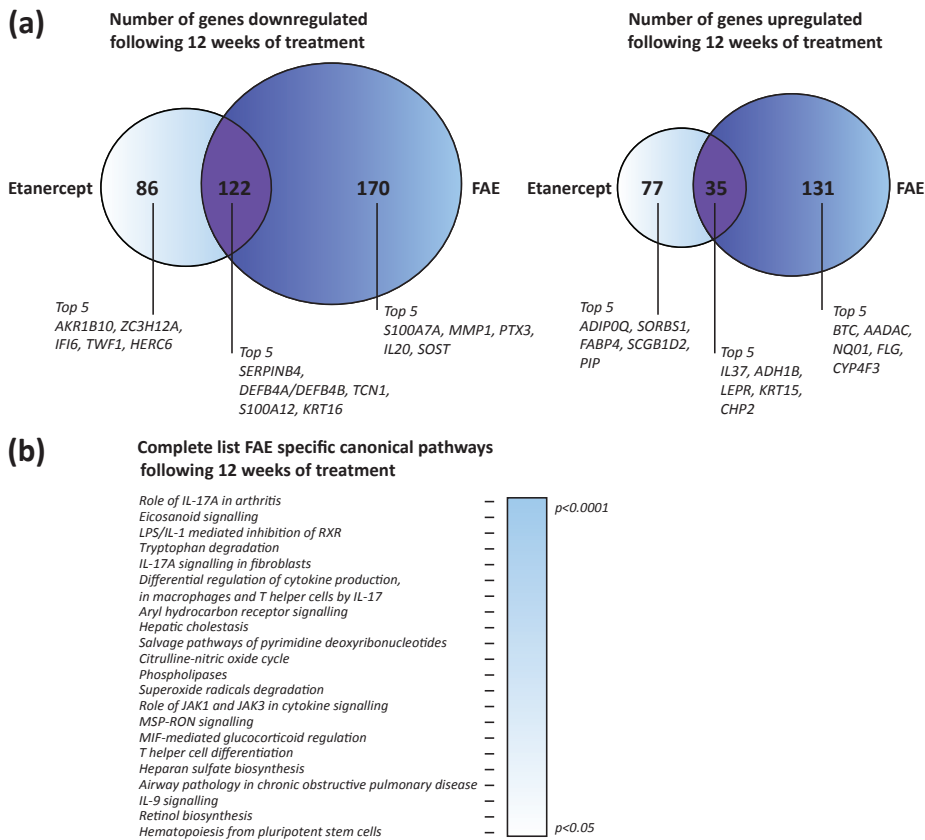 (a)
Number of genes downregulated
following 12 weeks of treatment
Etanercept
86
122
170
FAE
Top 5
AKR1B10, ZC3H12A,
IFI6, TWF1, HERC6
Top 5
SERPINB4,
DEFB4A/DEFB4B, TCN1,
S100A12, KRT16
Top 5
S100A7A, MMP1, PTX3,
IL20, SOST
Number of genes upregulated
following 12 weeks of treatment
Etanercept
77
35
131
FAE
Top 5
ADIP0Q, SORBS1,
FABP4, SCGB1D2,
PIP
Top 5
IL37, ADH1B,
LEPR, KRT15,
CHP2
Top 5
BTC, AADAC,
NQ01, FLG,
CYP4F3
(b)
Complete list FAE specific canonical pathways
following 12 weeks of treatment
Role of IL-17A in arthritis
Eicosanoid signalling
LPS/IL-1 mediated inhibition of RXR
Tryptophan degradation
IL-17A signalling in fibroblasts
Differential regulation of cytokine production,
in macrophages and T helper cells by IL-17
Aryl hydrocarbon receptor signalling
Hepatic cholestasis
Salvage pathways of pyrimidine deoxyribonucleotides
Citrulline-nitric oxide cycle
Phospholipases
Superoxide radicals degradation
Role of JAK1 and JAK3 in cytokine signalling
MSP-RON signalling
MIF-mediated glucocorticoid regulation
T helper cell differentiation
Heparan sulfate biosynthesis
Airway pathology in chronic obstructive pulmonary disease
IL-9 signalling
Retinol biosynthesis
Hematopoiesis from pluripotent stem cells
p<0.0001
p<0.05